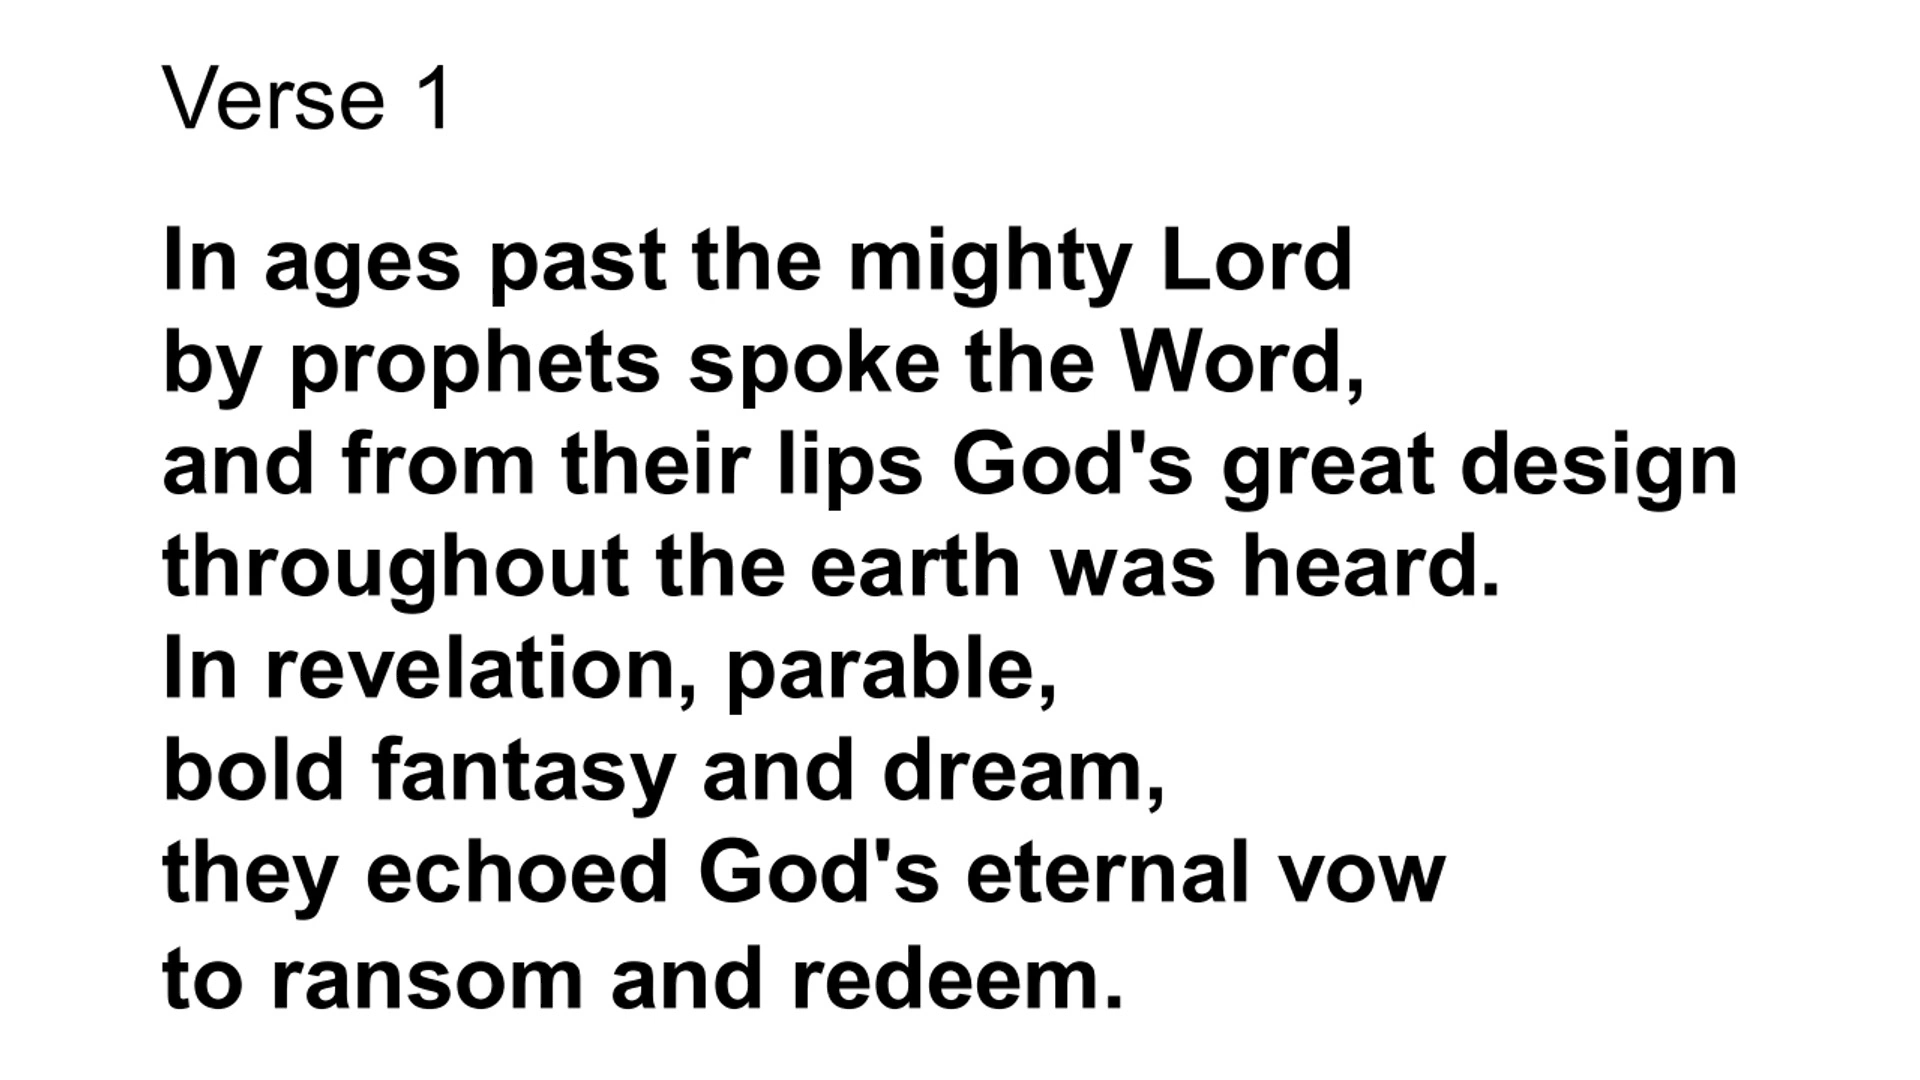 Verse 1
In ages past the mighty Lord
by prophets spoke the Word,
and from their lips God's great design
throughout the earth was heard.
In revelation, parable,
bold fantasy and dream,
they echoed God's eternal vow
to ransom and redeem.